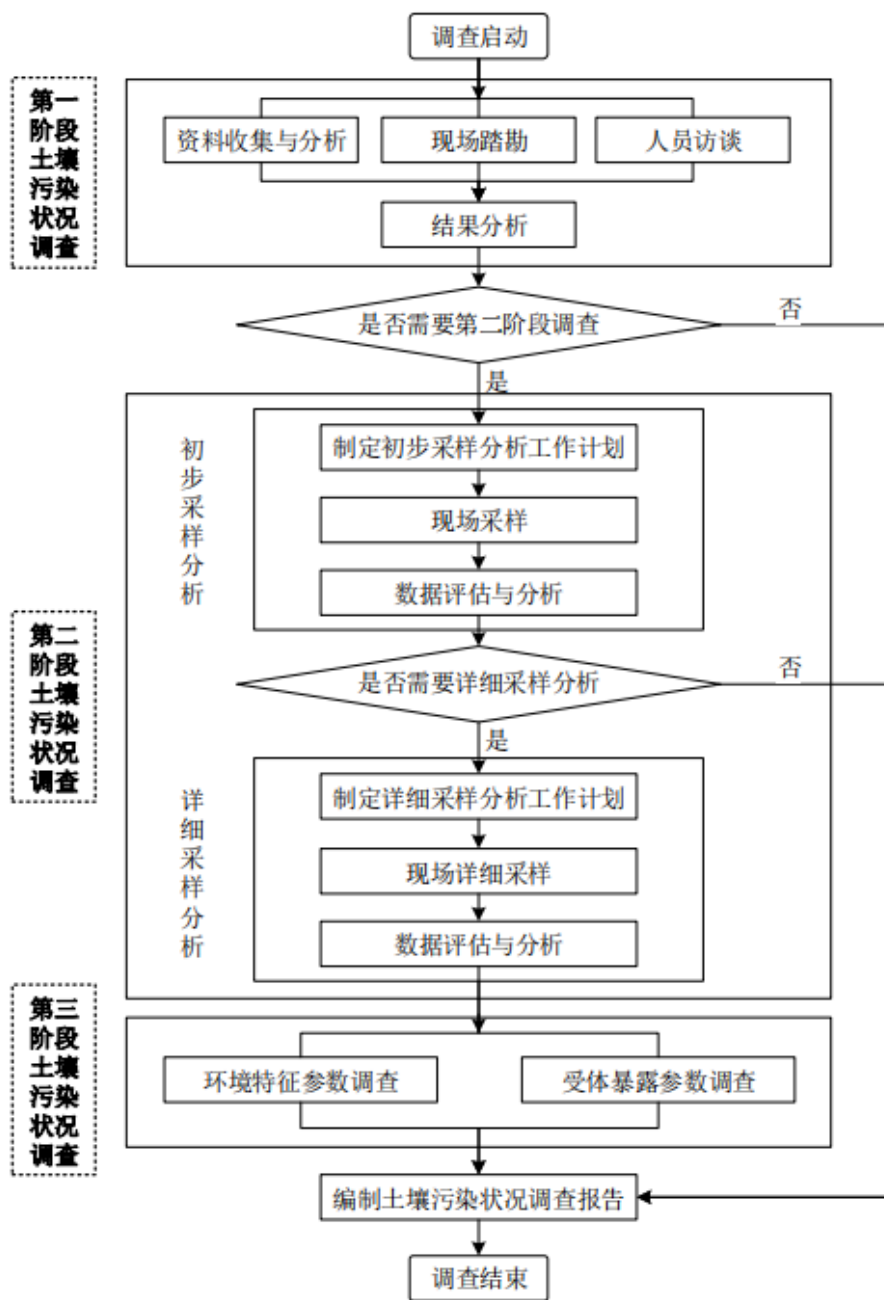 调查启动
第一
阶段
土壤
污染
状况
调查
资料收集与分析
现场踏勘
人员访谈
结果分析
是否需要第二阶段调查
否
是
初步采样分析
制定初步采样分析工作计划
现场采样
数据评估与分析
第二
阶段
土壤
污染
状况
调查
是否需要详细采样分析
否
是
详细采样分析
制定详细采样分析工作计划
现场详细采样
数据评估与分析
第三
阶段
土壤
污染
状况
调查
环境特征参数调查
受体暴露参数调查
编制土壤污染状况调查报告
调查结束